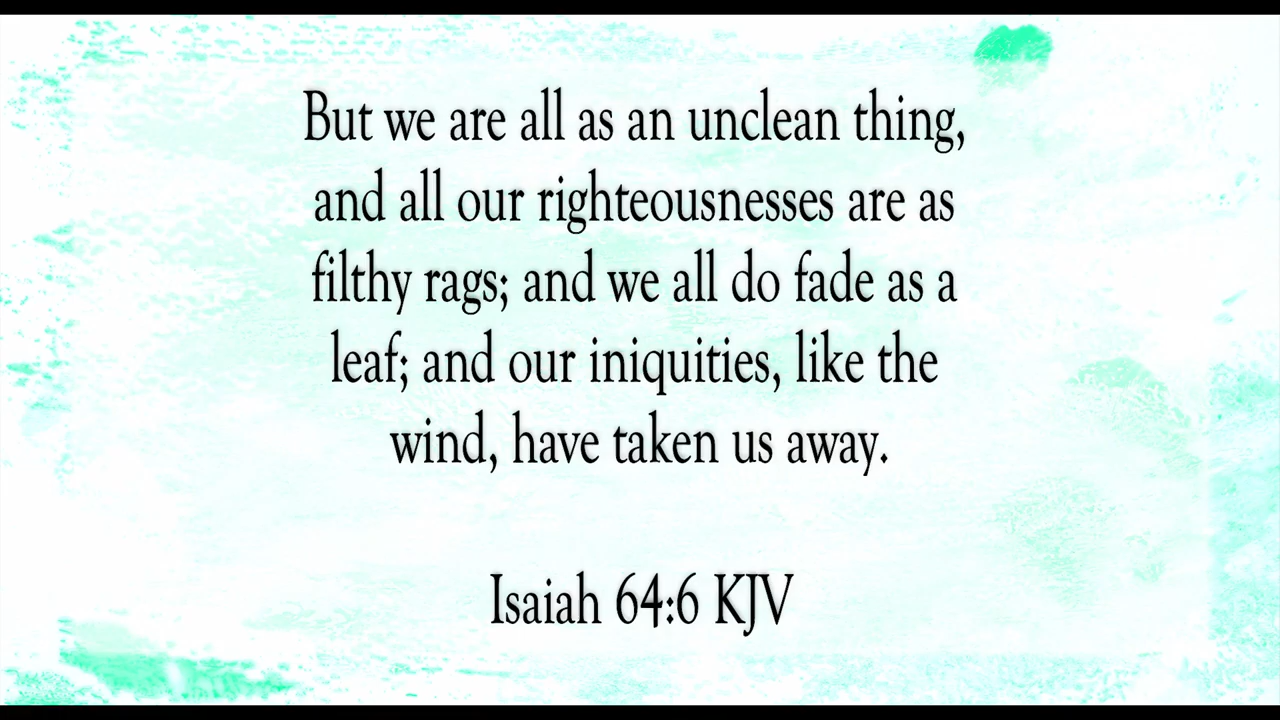 But we are all as an unclean thing,
and all our righteousnesses are as
filthy rags; and we all do fade as a
leaf; and our iniquities, like the
wind, have taken us away.
Isaiah 64:6 KJV